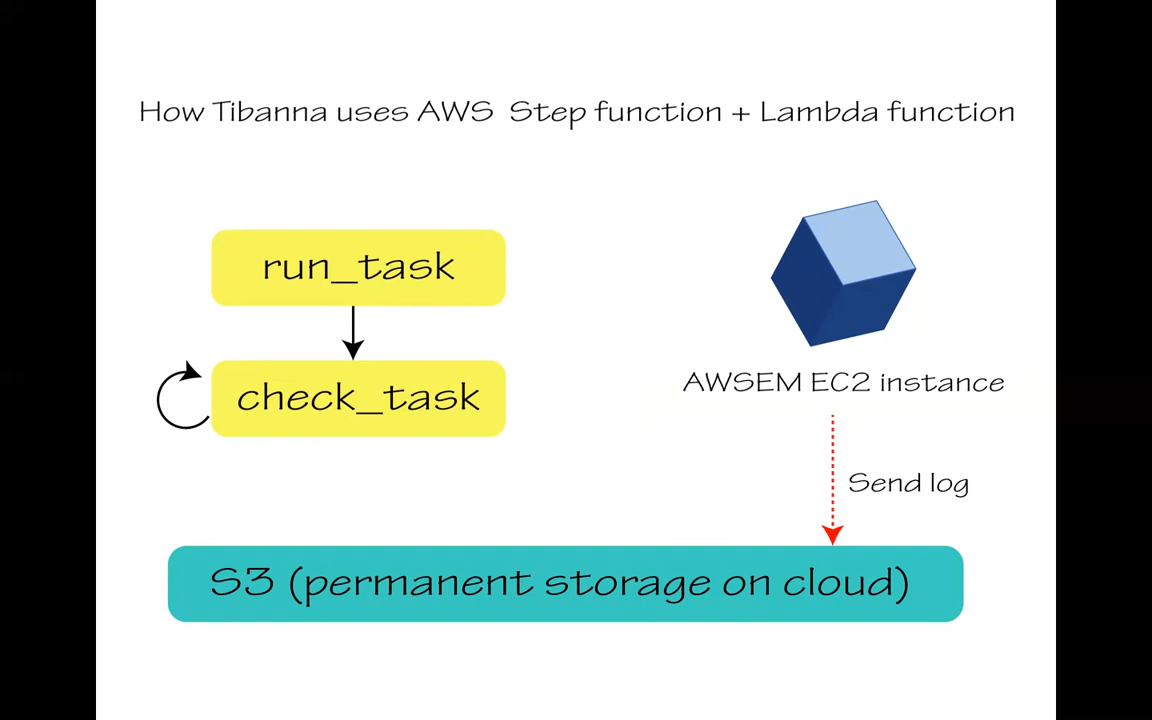 How Tibanna uses AWS Step function + Lambda function
run_task
check_task
AWSEM EC2 instance
Send log
S3 (permanent storage on cloud)